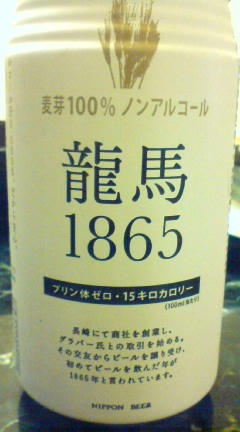 麦芽100% ノンアルコール
龍馬
1865
プリン体ゼロ・15キロカロリー
(100ml当たり)
長崎にて商社を創業し、
グラバー氏との取引を始める。
その交友からビールを譲り受け、
初めてビールを飲んだ年が
1865年と言われています。
NIPPON BEER